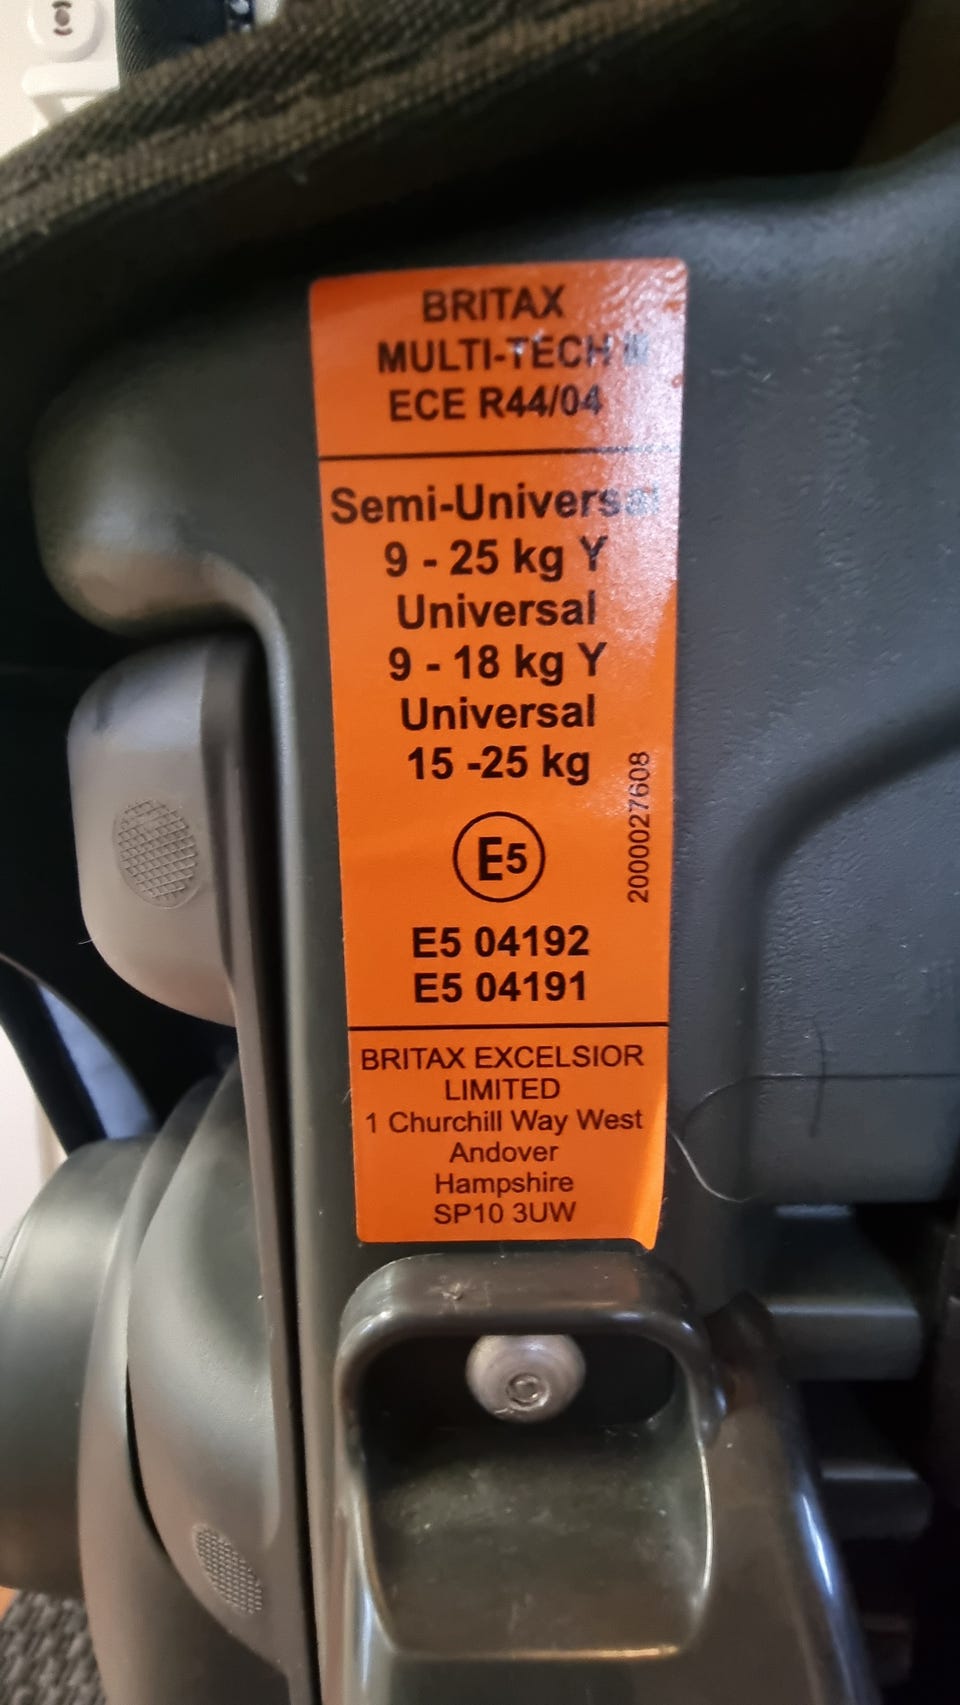 BRITAX
MULTI-TECH III
ECE R44/04
Semi-Universal
9 - 25 kg Y
Universal
9 - 18 kg Y
Universal
15 -25 kg
2000027608
E5
E5 04192
E5 04191
BRITAX EXCELSIOR
LIMITED
1 Churchill Way West
Andover
Hampshire
SP10 3UW